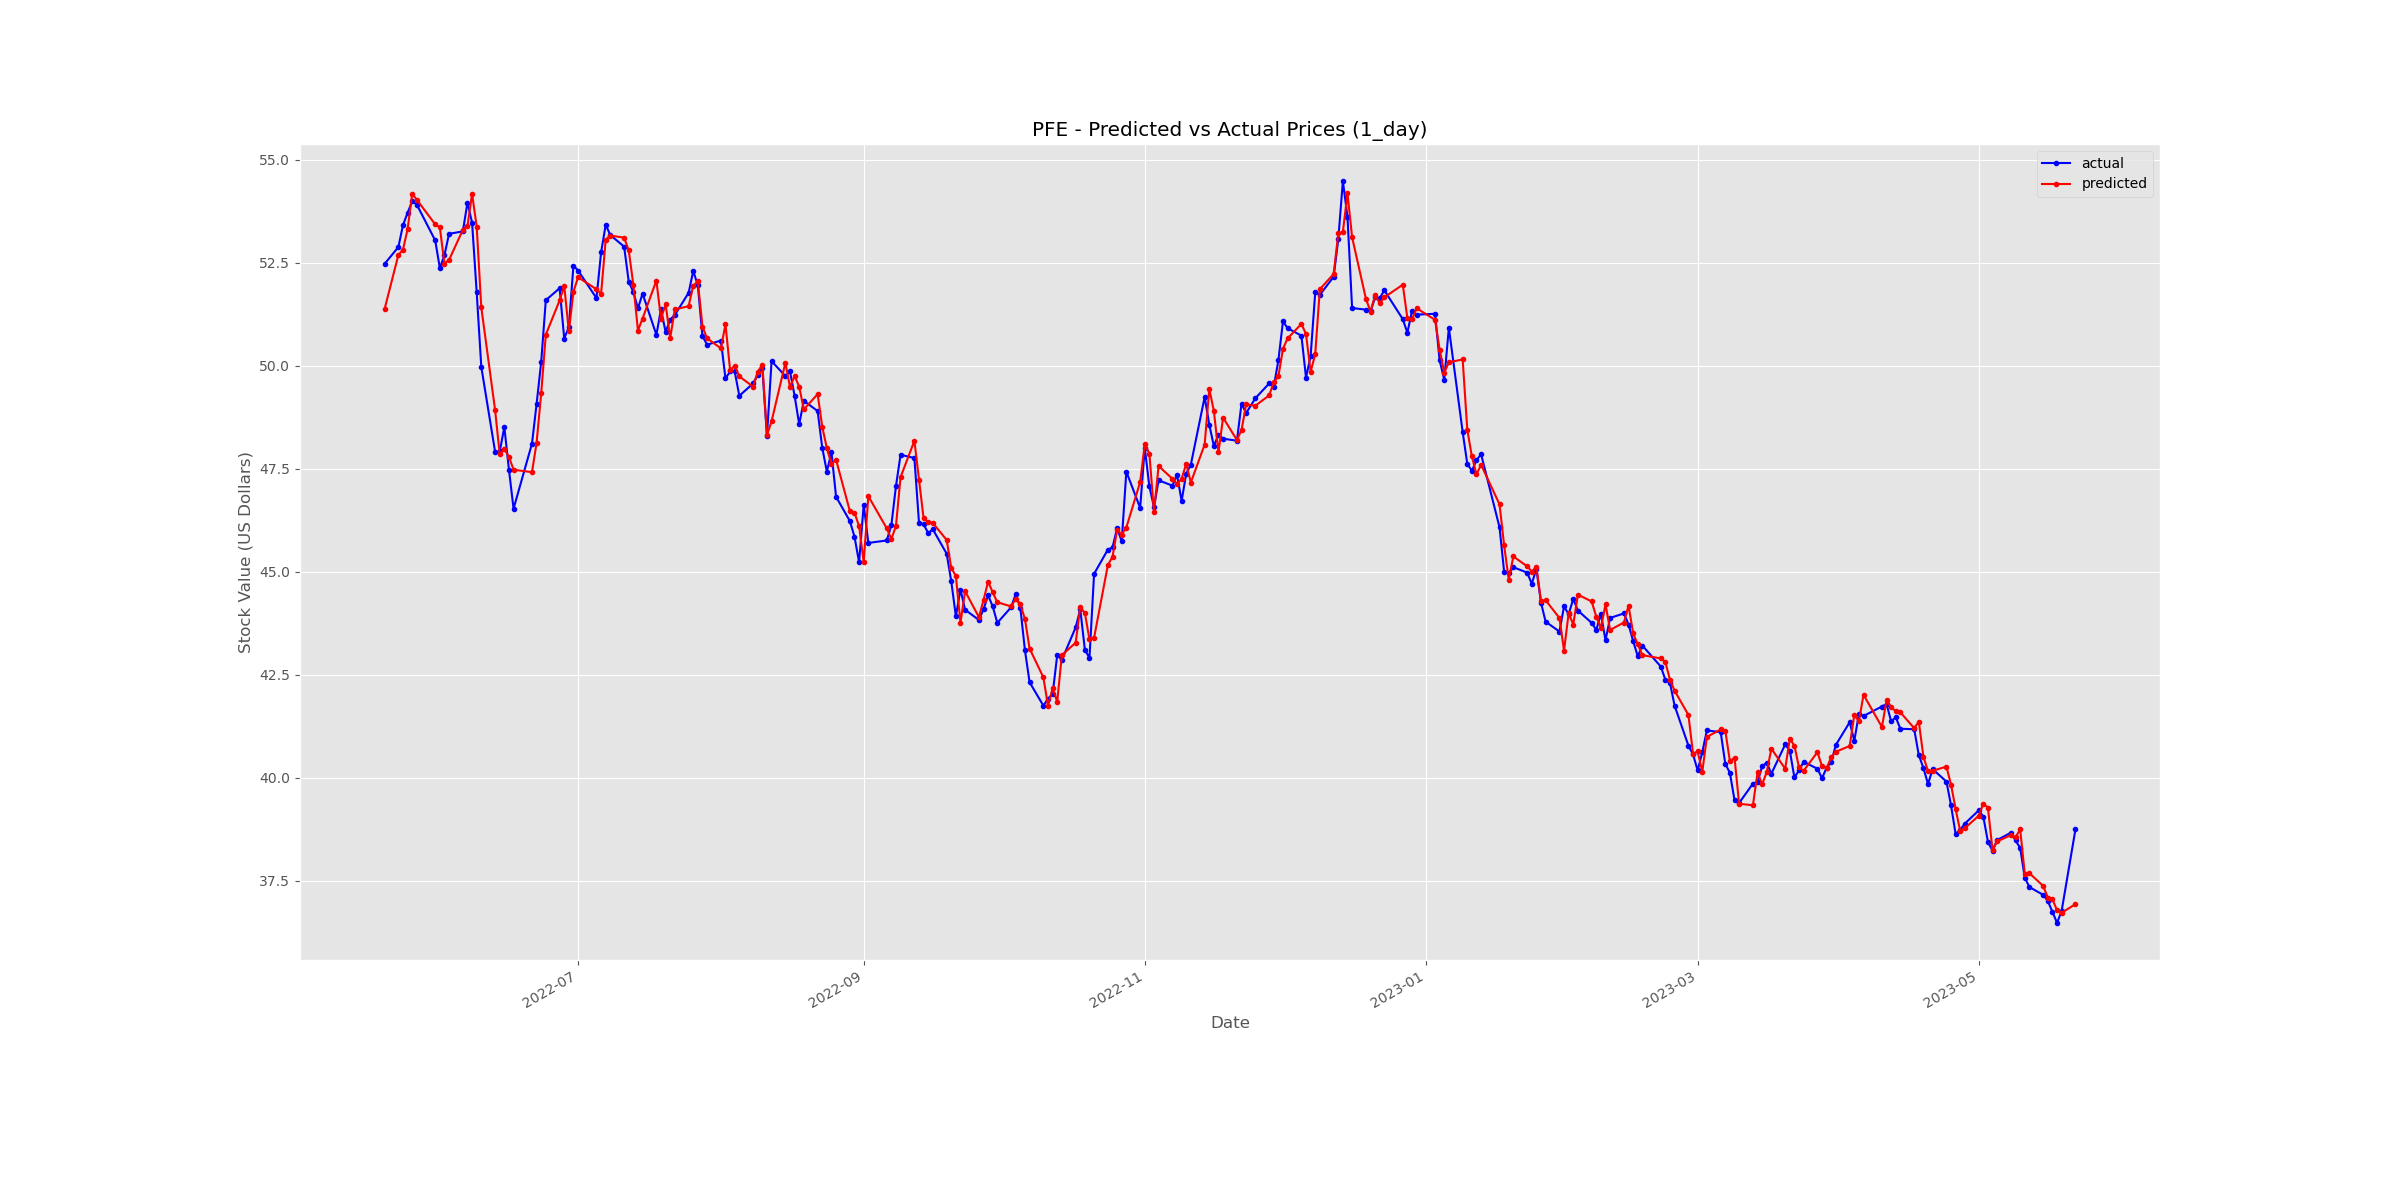 PFE - Predicted vs Actual Prices (1_day)
actual
predicted
Stock Value (US Dollars)
55.0
52.5
50.0
47.5
45.0
42.5
40.0
37.5
2022-07
2022-09
2022-11
2023-01
2023-03
2023-05
Date